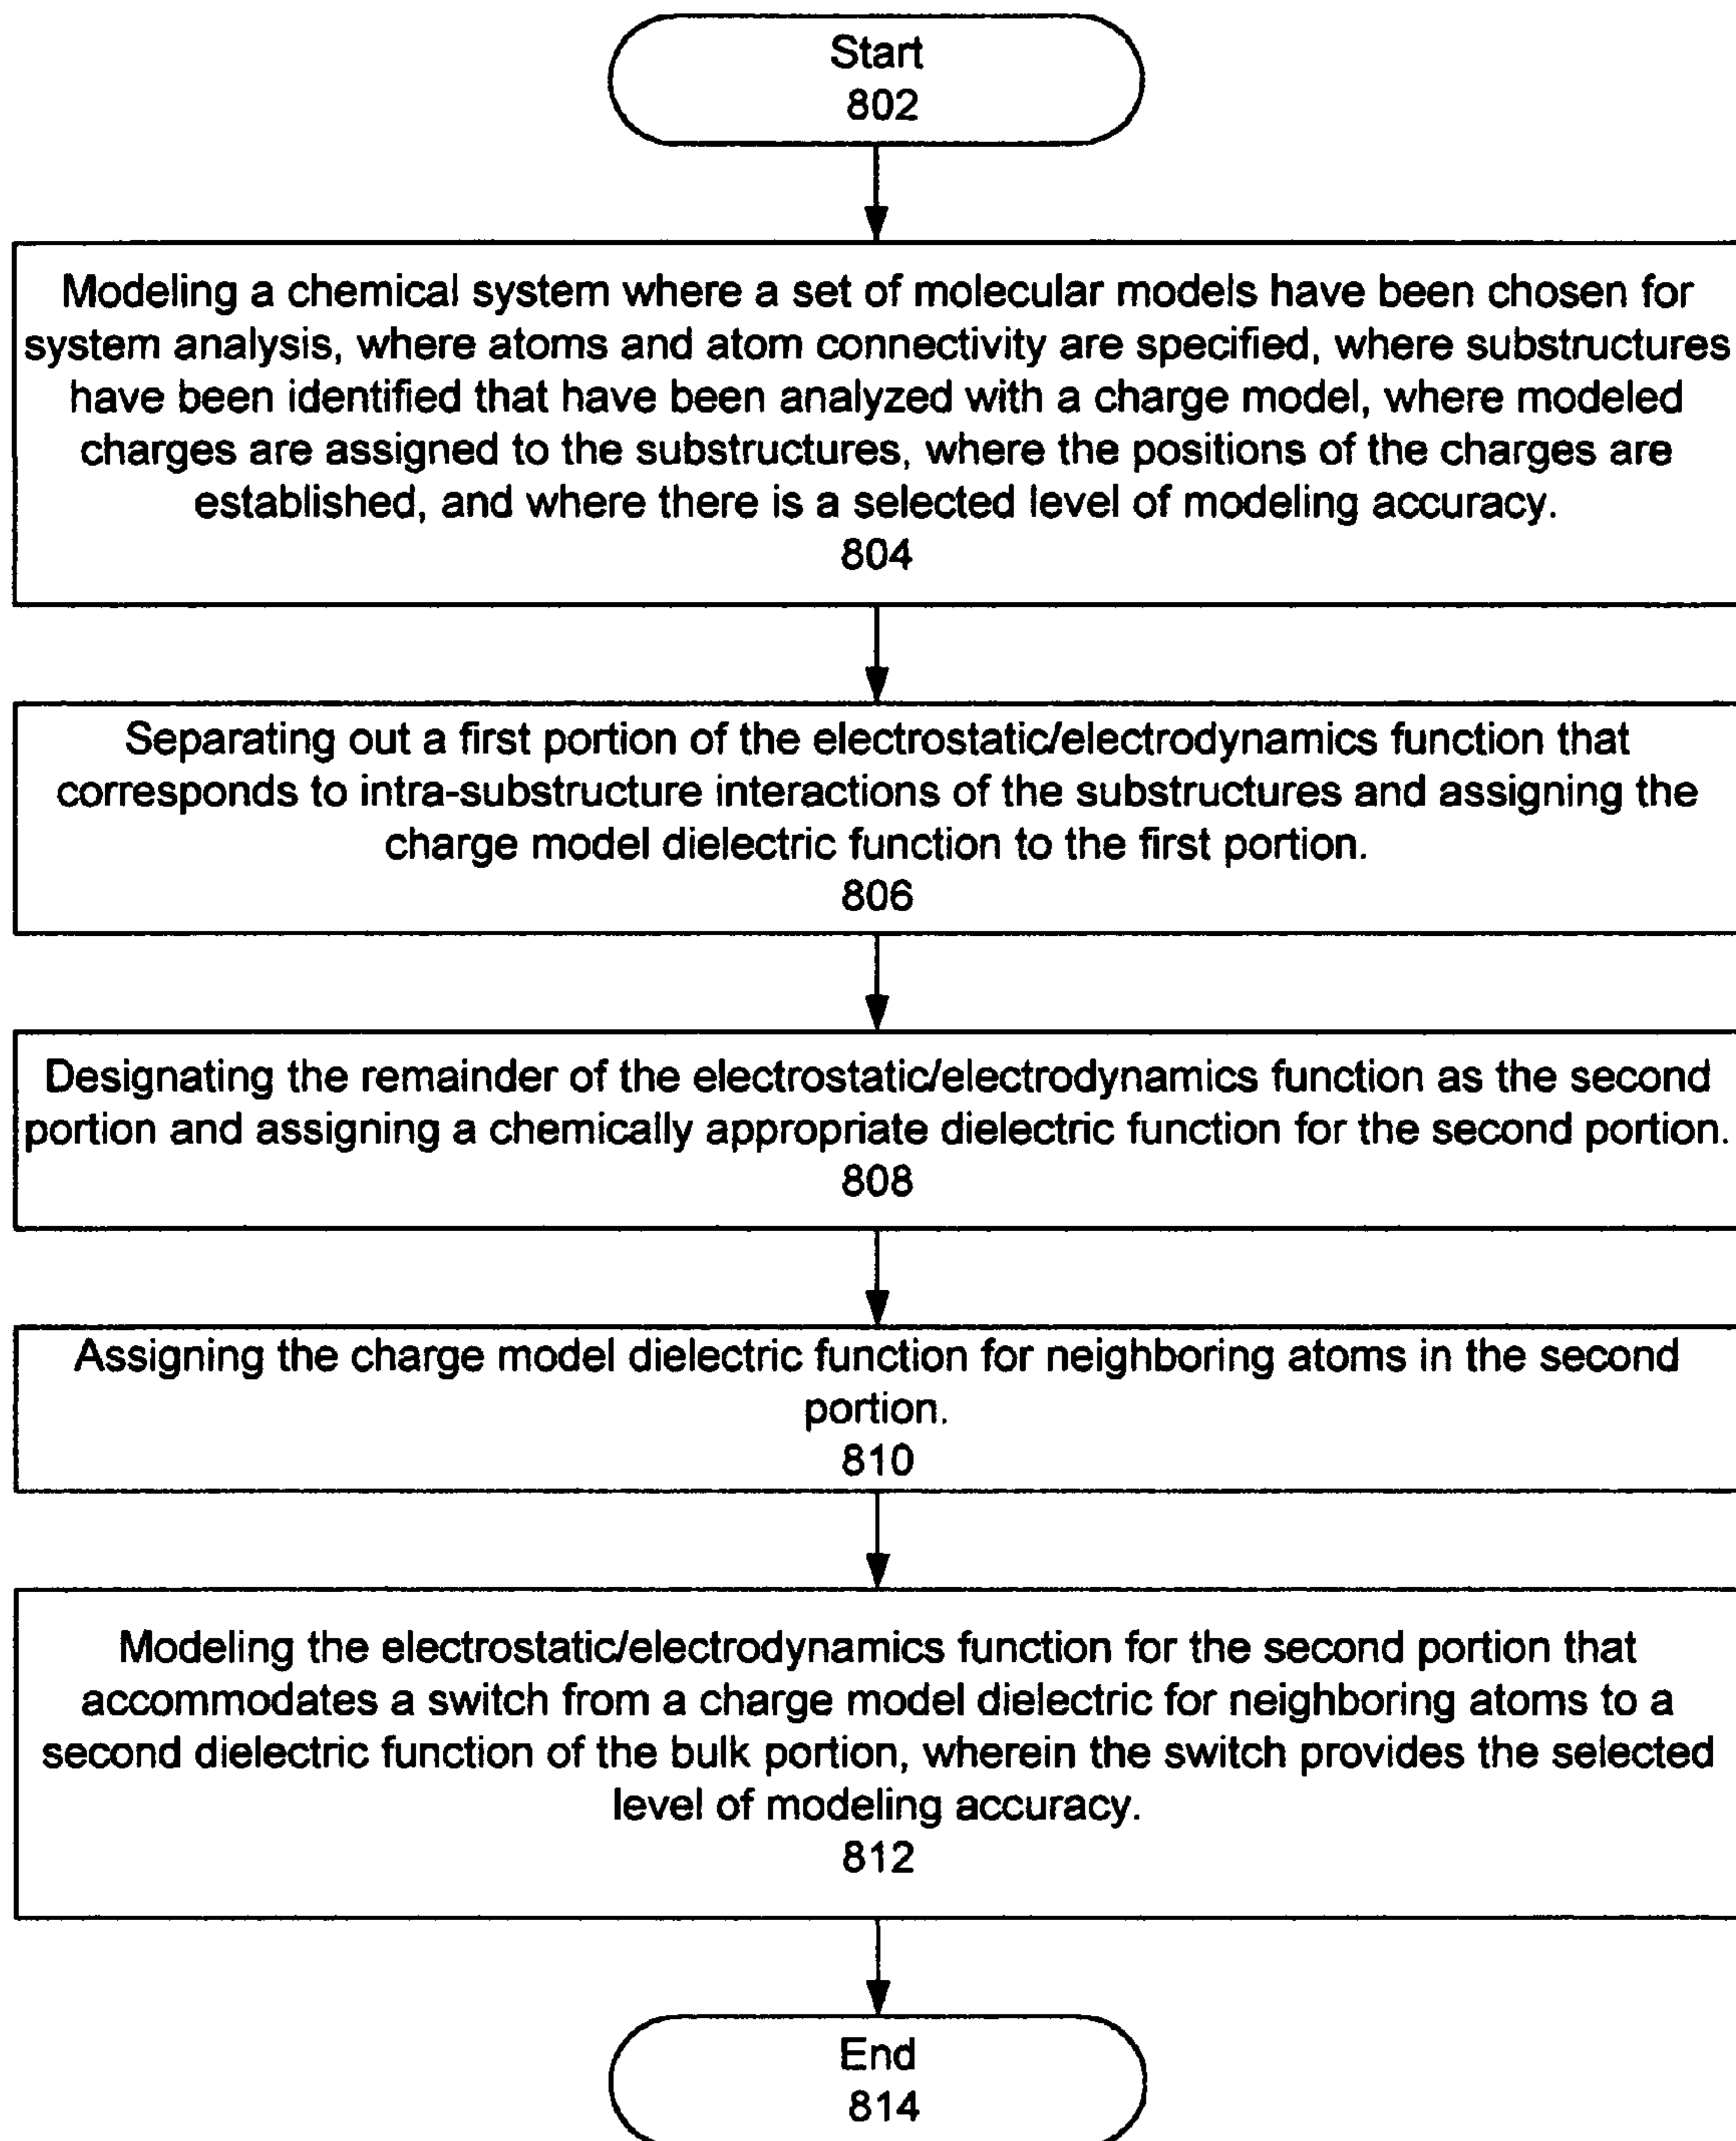 Start
802
Modeling a chemical system where a set of molecular models have been chosen for
system analysis, where atoms and atom connectivity are specified, where substructures
have been identified that have been analyzed with a charge model, where modeled
charges are assigned to the substructures, where the positions of the charges are
established, and where there is a selected level of modeling accuracy.
804
Separating out a first portion of the electrostatic/electrodynamics function that
corresponds to intra-substructure interactions of the substructures and assigning the
charge model dielectric function to the first portion.
806
Designating the remainder of the electrostatic/electrodynamics function as the second
portion and assigning a chemically appropriate dielectric function for the second portion.
808
Assigning the charge model dielectric function for neighboring atoms in the second
portion.
810
Modeling the electrostatic/electrodynamics function for the second portion that
accommodates a switch from a charge model dielectric for neighboring atoms to a
second dielectric function of the bulk portion, wherein the switch provides the selected
level of modeling accuracy.
812
End
814